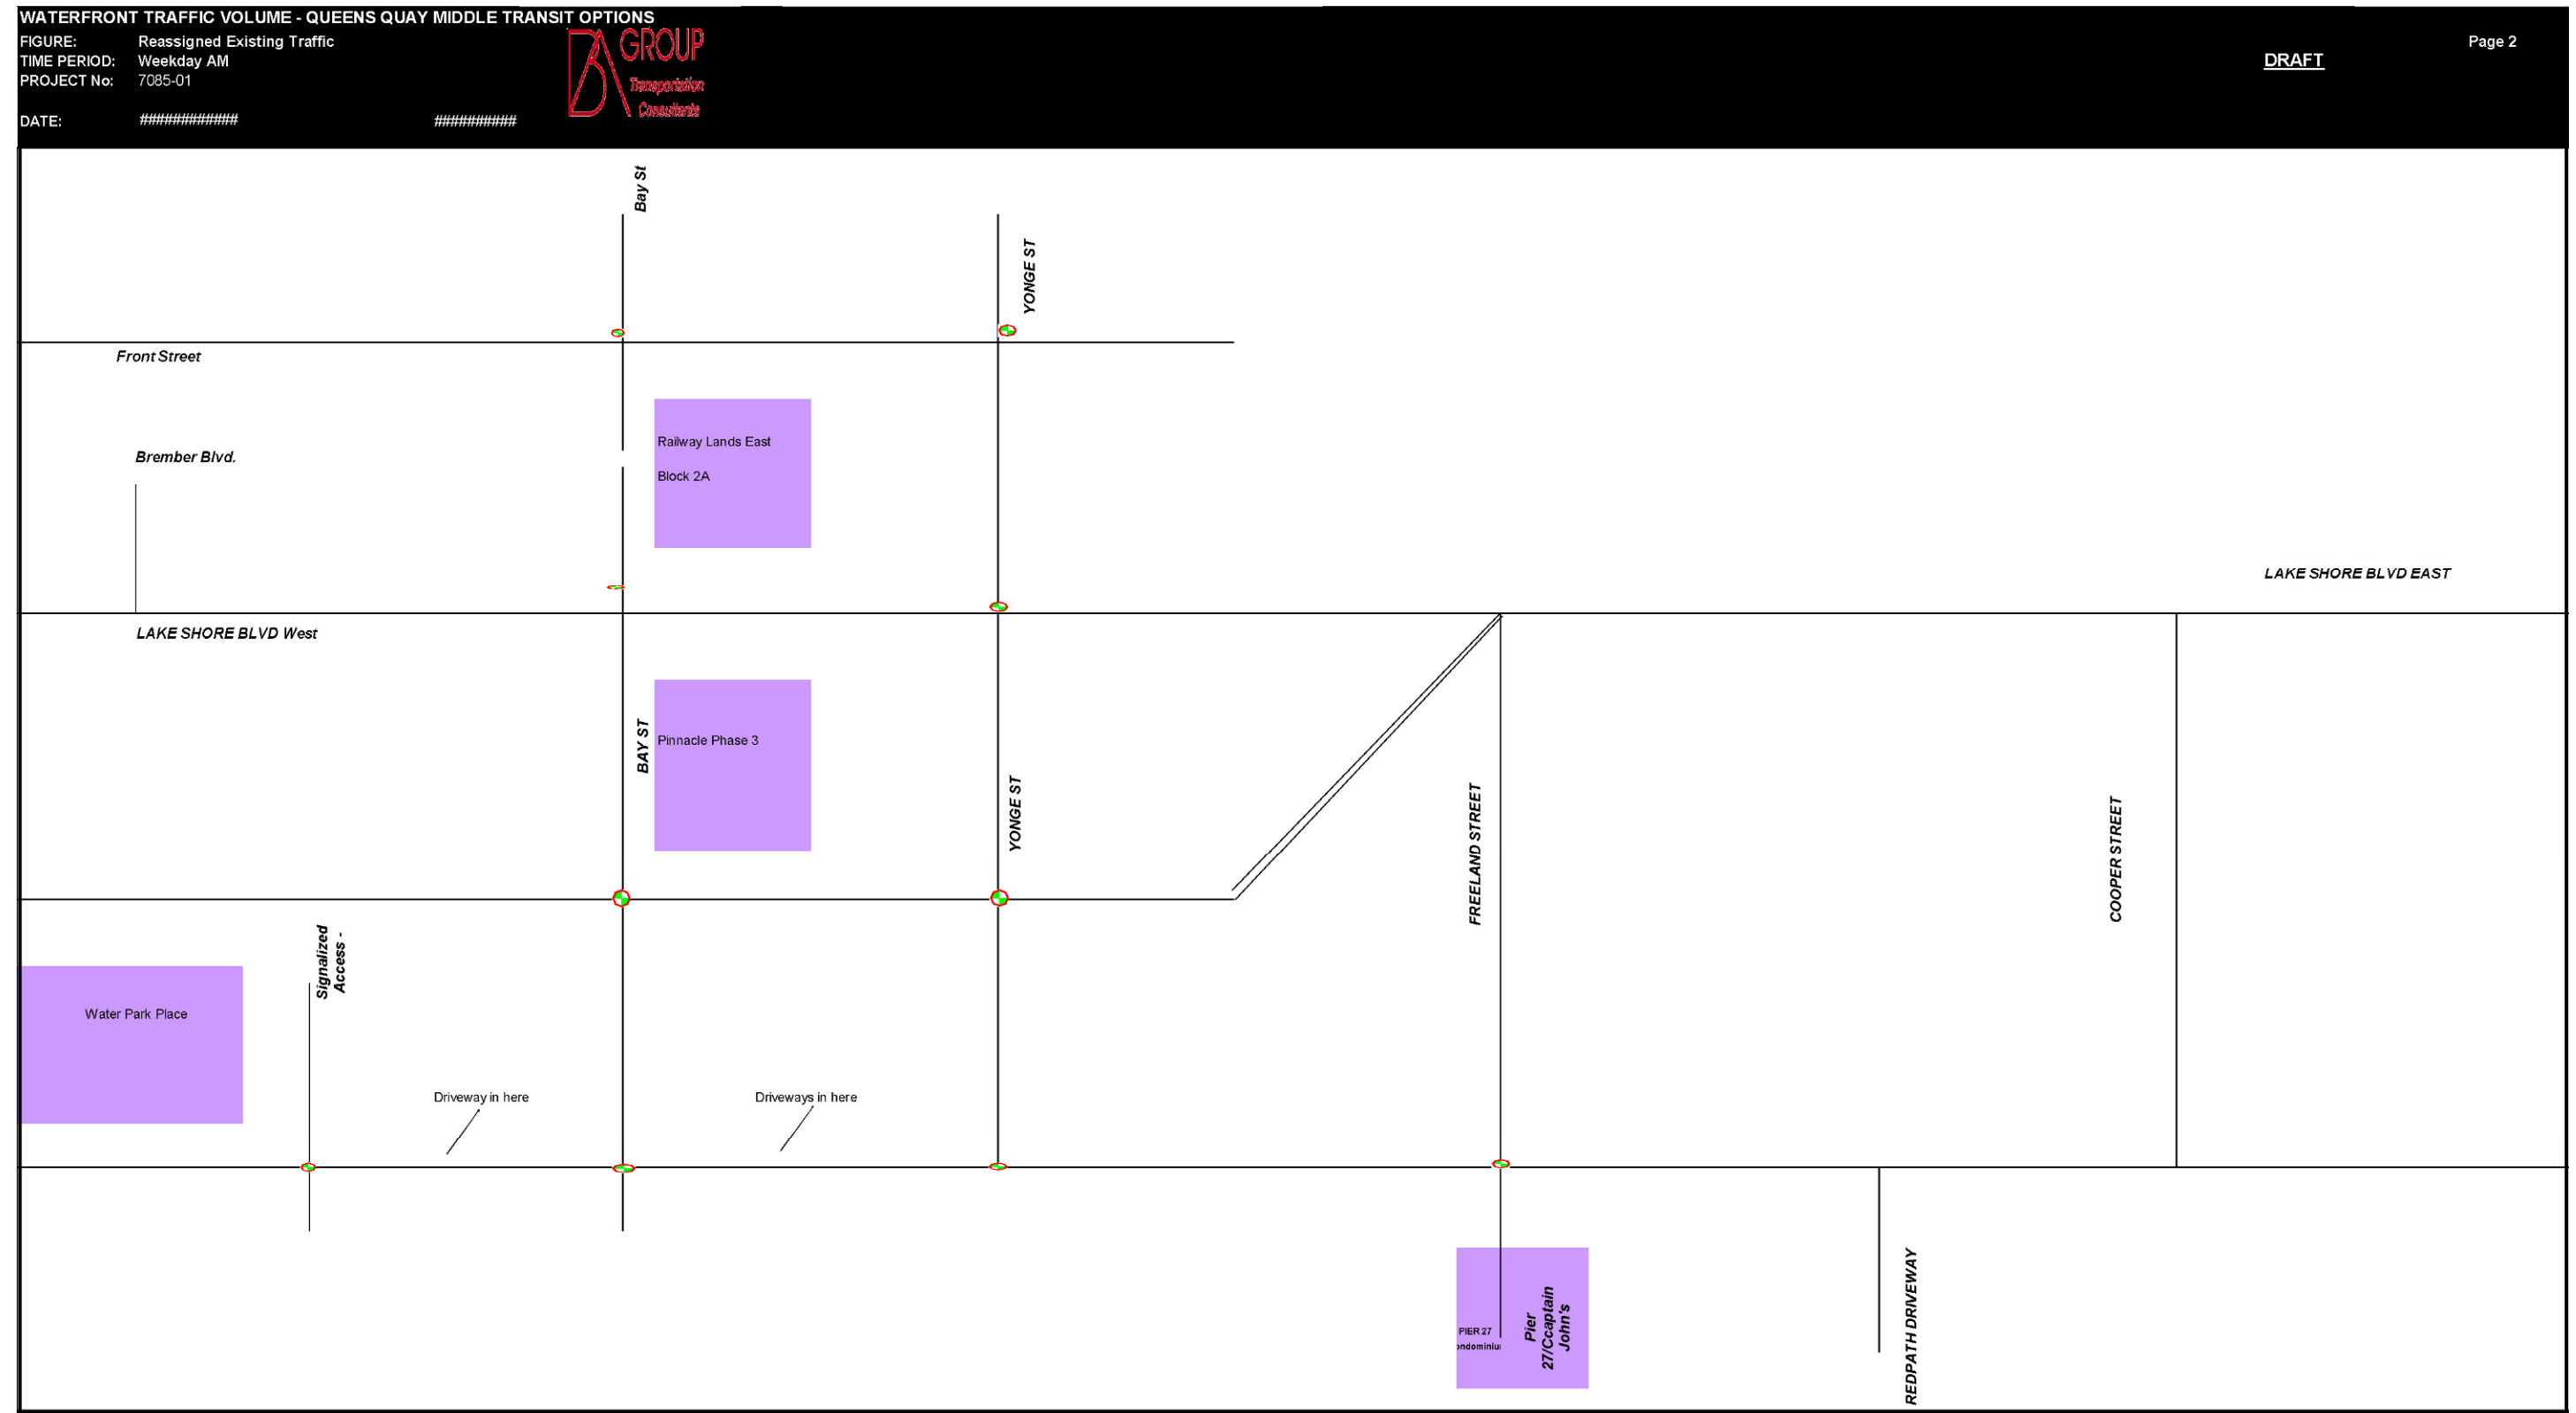 WATERFRONT TRAFFIC VOLUME - QUEENS QUAY MIDDLE TRANSIT OPTIONS
FIGURE: Reassigned Existing Traffic
TIME PERIOD: Weekday AM
PROJECT No: 7085-01
DATE: ############ ##########
BA GROUP
Transportation
Consultants
DRAFT
Page 2
Bay St
YONGE ST
Front Street
Railway Lands East
Block 2A
Brember Blvd.
LAKE SHORE BLVD EAST
LAKE SHORE BLVD West
BAY ST
Pinnacle Phase 3
YONGE ST
FREELAND STREET
COOPER STREET
Signalized
Access -
Water Park Place
Driveway in here
Driveways in here
PIER 27
ondominiu
Pier
27/Ccaptain
John's
REDPATH DRIVEWAY